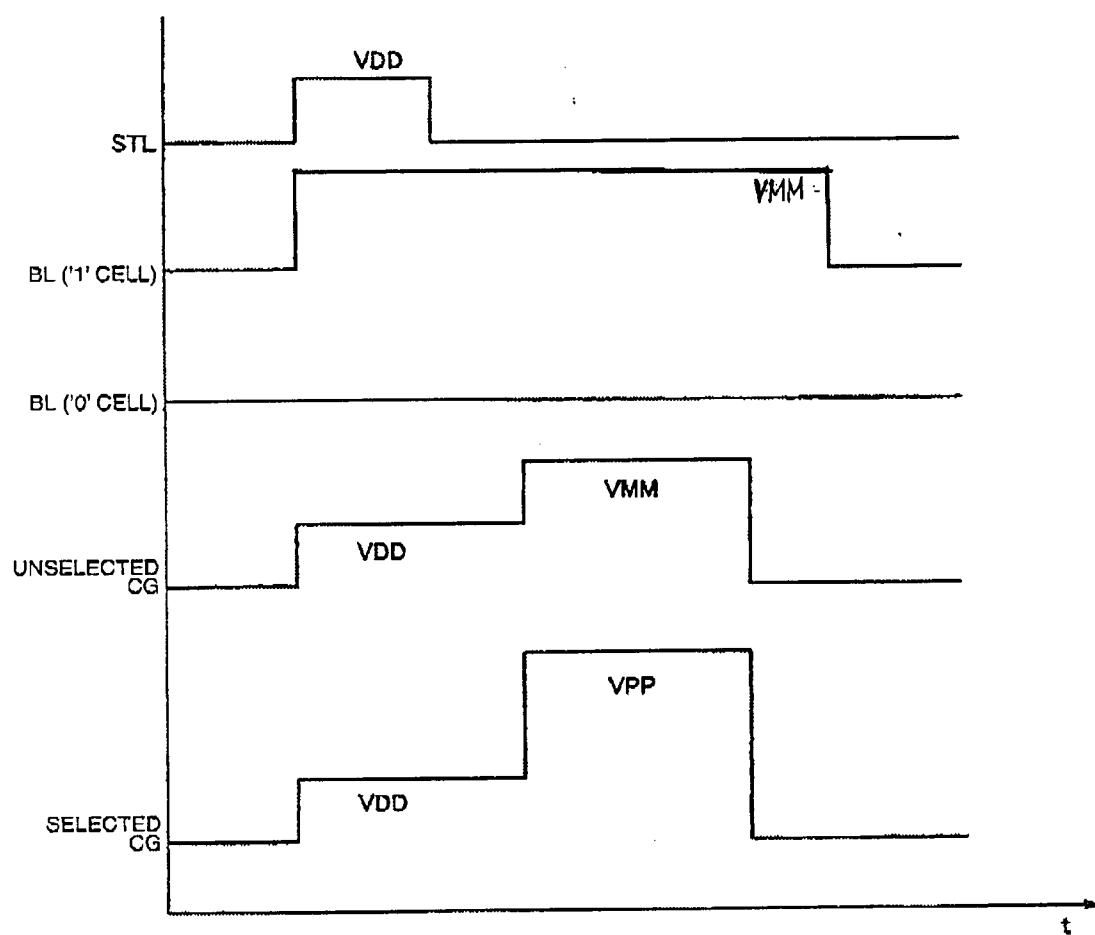 VDD
STL
VMM
BL ('1' CELL)
BL ('0' CELL)
VMM
VDD
UNSELECTED
CG
VPP
VDD
SELECTED
CG
t